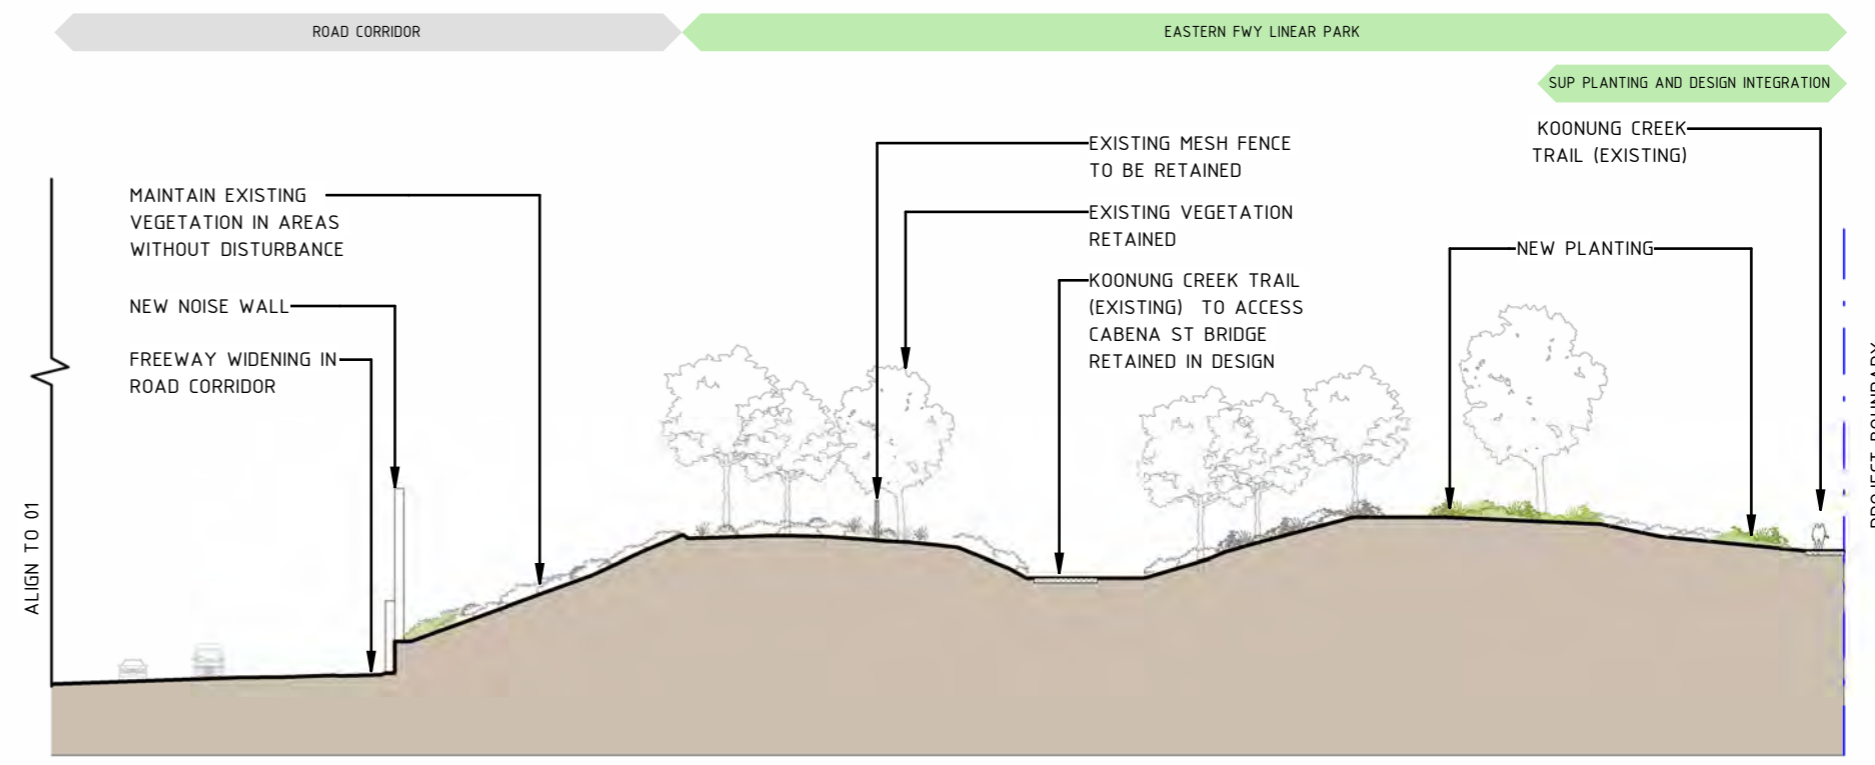 ROAD CORRIDOR
EASTERN FWY LINEAR PARK
SUP PLANTING AND DESIGN INTEGRATION
MAINTAIN EXISTING
VEGETATION IN AREAS
WITHOUT DISTURBANCE
NEW NOISE WALL
FREEWAY WIDENING IN
ROAD CORRIDOR
EXISTING MESH FENCE
TO BE RETAINED
EXISTING VEGETATION
RETAINED
KOONUNG CREEK TRAIL
(EXISTING) TO ACCESS
CABENA ST BRIDGE
RETAINED IN DESIGN
NEW PLANTING
KOONUNG CREEK
TRAIL (EXISTING)
ALIGN TO 01
PROJECT BOUNDARY